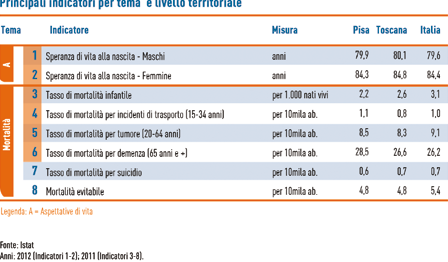 Principali indicatori per tema e livello territoriale
Tema Indicatore Misura Pisa Toscana Italia
A
1 Speranza di vita alla nascita - Maschi anni 79,9 80,1 79,6
2 Speranza di vita alla nascita - Femmine anni 84,3 84,8 84,4
Mortalità
3 Tasso di mortalità infantile per 1.000 nati vivi 2,2 2,6 3,1
4 Tasso di mortalità per incidenti di trasporto (15-34 anni) per 10mila ab. 1,1 0,8 1,0
5 Tasso di mortalità per tumore (20-64 anni) per 10mila ab. 8,5 8,3 9,1
6 Tasso di mortalità per demenza (65 anni e +) per 10mila ab. 28,5 26,6 26,2
7 Tasso di mortalità per suicidio per 10mila ab. 0,6 0,7 0,7
8 Mortalità evitabile per 10mila ab. 4,8 4,8 5,4
Legenda: A = Aspettative di vita
Fonte: Istat
Anni: 2012 (Indicatori 1-2); 2011 (Indicatori 3-8).